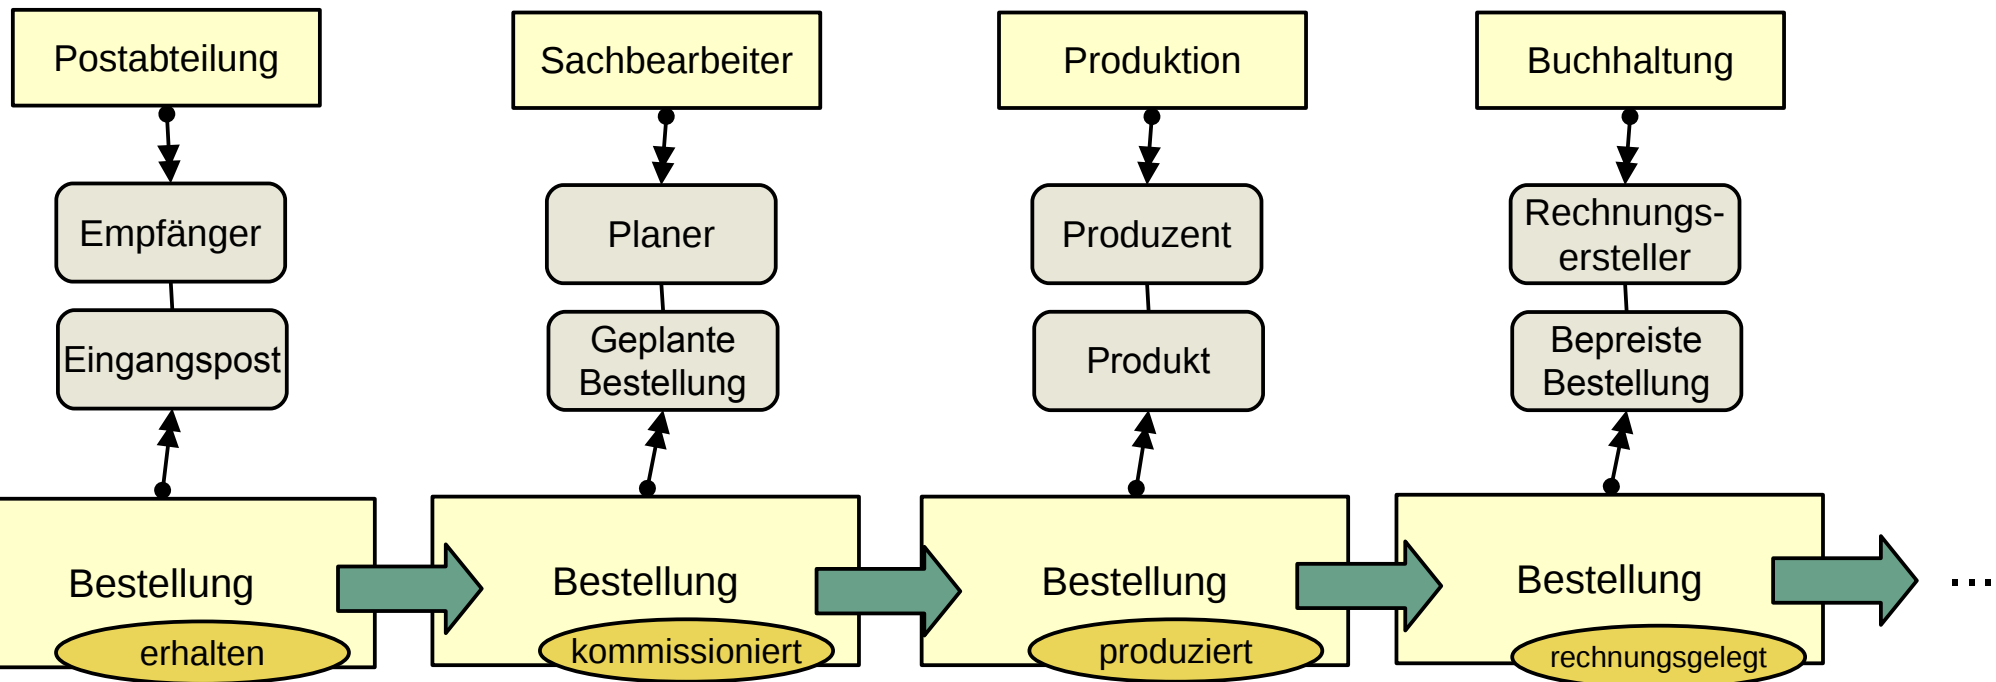 Postabteilung
Sachbearbeiter
Produktion
Buchhaltung
Empfänger
Planer
Produzent
Rechnungs-
ersteller
Eingangspost
Geplante
Bestellung
Produkt
Bepreiste
Bestellung
Bestellung
erhalten
Bestellung
kommissioniert
Bestellung
produziert
Bestellung
rechnungsgelegt
...